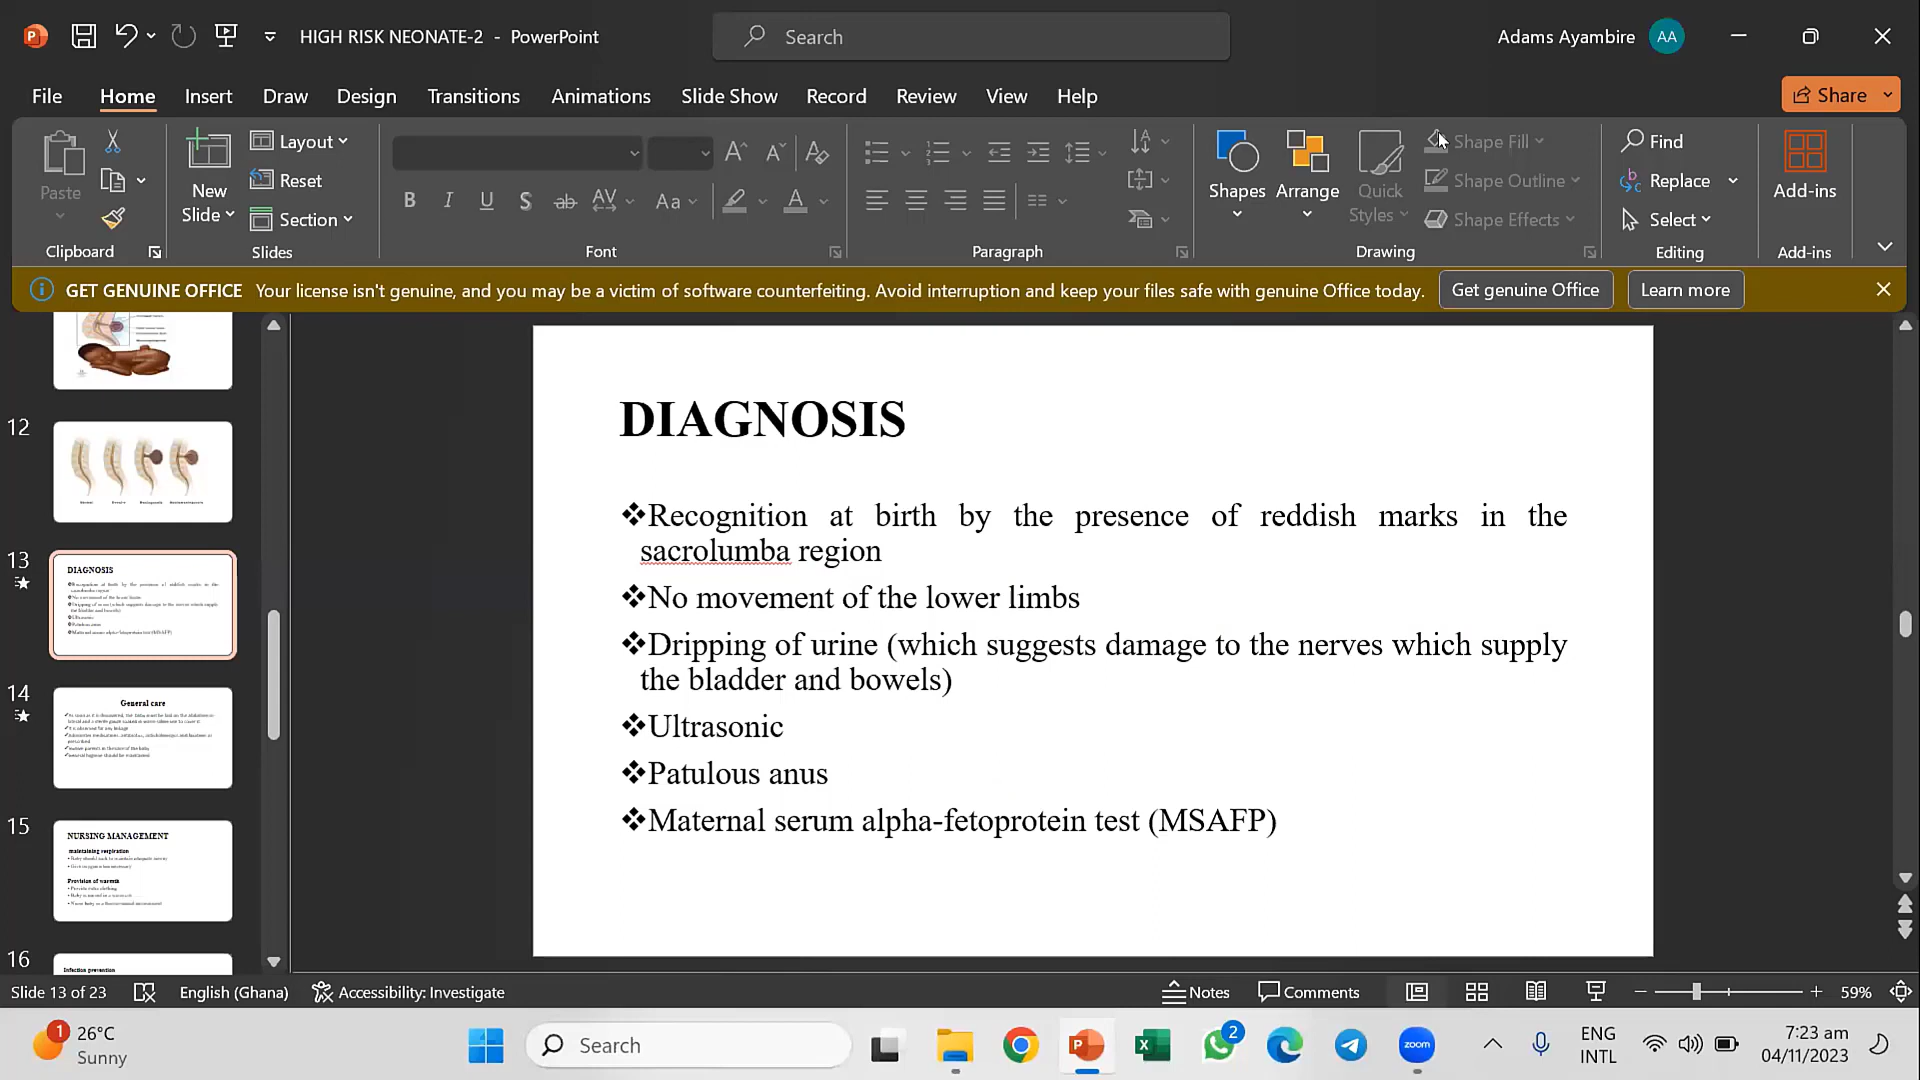 HIGH RISK NEONATE-2 - PowerPoint
Search
Adams Ayambire AA
File Home Insert Draw Design Transitions Animations Slide Show Record Review View Help
Share
Paste
New Slide
Layout
Reset
Section
Shapes
Arrange
Quick Styles
Shape Fill
Shape Outline
Shape Effects
Find
Replace
Select
Add-ins
Clipboard Slides Font Paragraph Drawing Editing Add-ins
GET GENUINE OFFICE Your license isn't genuine, and you may be a victim of software counterfeiting. Avoid interruption and keep your files safe with genuine Office today. Get genuine Office Learn more
12
13
DIAGNOSIS
14
General care
15
NURSING MANAGEMENT
maintaining respiration
Provision of warmth
16
Infection prevention
DIAGNOSIS
❖Recognition at birth by the presence of reddish marks in the
sacrolumba region
❖No movement of the lower limbs
❖Dripping of urine (which suggests damage to the nerves which supply
the bladder and bowels)
❖Ultrasonic
❖Patulous anus
❖Maternal serum alpha-fetoprotein test (MSAFP)
Slide 13 of 23 English (Ghana) Accessibility: Investigate Notes Comments 59%
1 26°C
Sunny
Search
2
zoom
ENG
INTL
7:23 am
04/11/2023